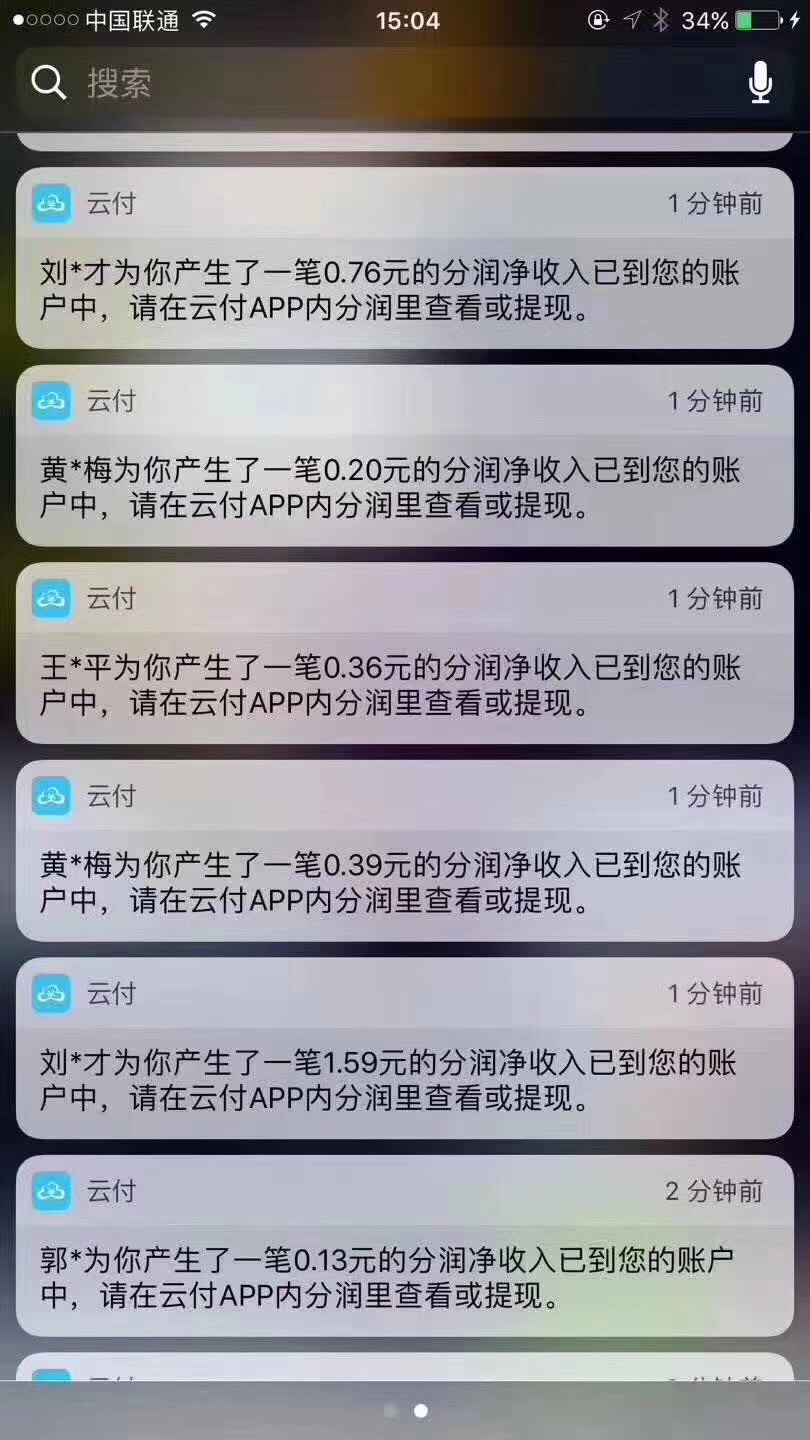 中国联通 15:04 34%
搜索
云付 1 分钟前
刘*才为你产生了一笔0.76元的分润净收入已到您的账
户中，请在云付APP内分润里查看或提现。
云付 1 分钟前
黄*梅为你产生了一笔0.20元的分润净收入已到您的账
户中，请在云付APP内分润里查看或提现。
云付 1 分钟前
王*平为你产生了一笔0.36元的分润净收入已到您的账
户中，请在云付APP内分润里查看或提现。
云付 1 分钟前
黄*梅为你产生了一笔0.39元的分润净收入已到您的账
户中，请在云付APP内分润里查看或提现。
云付 1 分钟前
刘*才为你产生了一笔1.59元的分润净收入已到您的账
户中，请在云付APP内分润里查看或提现。
云付 2 分钟前
郭*为你产生了一笔0.13元的分润净收入已到您的账户
中，请在云付APP内分润里查看或提现。